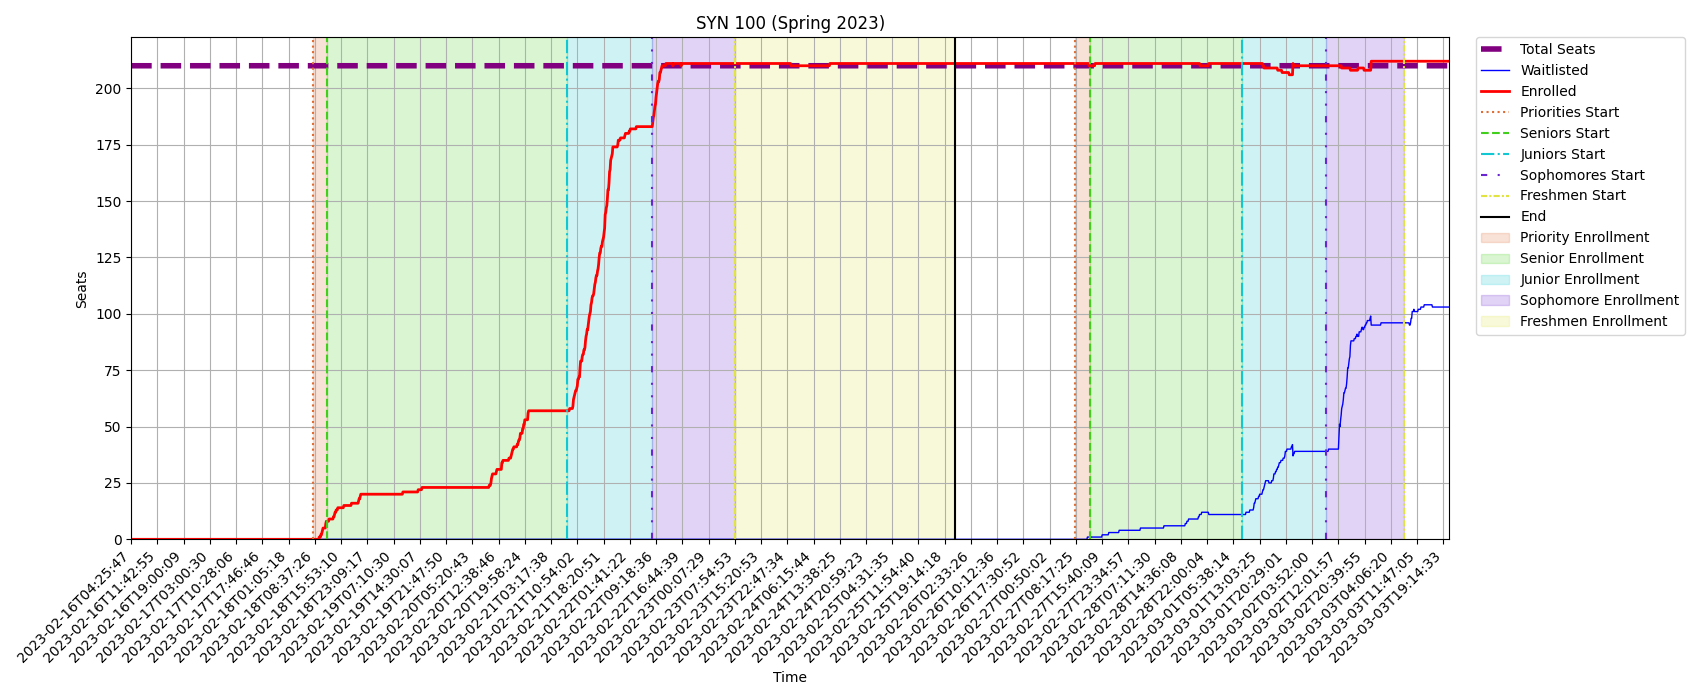 SYN 100 (Spring 2023)
Seats
200
175
150
125
100
75
50
25
0
2023-02-16T04:25:47
2023-02-16T11:42:55
2023-02-16T19:00:09
2023-02-17T03:00:30
2023-02-17T10:28:06
2023-02-17T17:46:46
2023-02-18T01:05:18
2023-02-18T08:37:26
2023-02-18T15:53:10
2023-02-18T23:09:17
2023-02-19T07:10:30
2023-02-19T14:30:07
2023-02-19T21:47:50
2023-02-20T05:20:43
2023-02-20T12:38:46
2023-02-20T19:58:24
2023-02-21T03:17:38
2023-02-21T10:54:02
2023-02-21T18:20:51
2023-02-22T01:41:22
2023-02-22T09:18:36
2023-02-22T16:44:39
2023-02-23T00:07:29
2023-02-23T07:54:53
2023-02-23T15:20:53
2023-02-23T22:47:34
2023-02-24T06:15:44
2023-02-24T13:38:25
2023-02-24T20:59:23
2023-02-25T04:31:35
2023-02-25T11:54:40
2023-02-25T19:14:18
2023-02-26T02:33:26
2023-02-26T10:12:36
2023-02-26T17:30:52
2023-02-27T00:50:02
2023-02-27T08:17:25
2023-02-27T15:40:09
2023-02-27T23:34:57
2023-02-28T07:11:30
2023-02-28T14:36:08
2023-02-28T22:00:04
2023-03-01T05:38:14
2023-03-01T13:03:25
2023-03-01T20:29:01
2023-03-02T03:52:00
2023-03-02T12:01:57
2023-03-02T20:39:55
2023-03-03T04:06:20
2023-03-03T11:47:05
2023-03-03T19:14:33
Time
Total Seats
Waitlisted
Enrolled
Priorities Start
Seniors Start
Juniors Start
Sophomores Start
Freshmen Start
End
Priority Enrollment
Senior Enrollment
Junior Enrollment
Sophomore Enrollment
Freshmen Enrollment